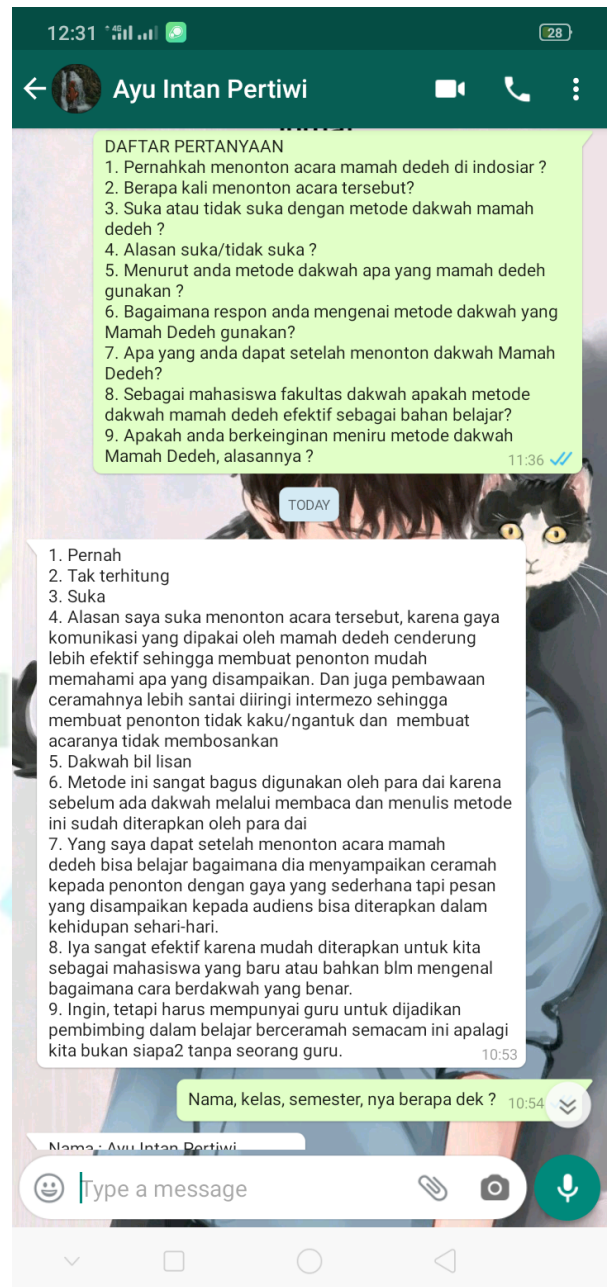 12:31 4G 28
Ayu Intan Pertiwi
DAFTAR PERTANYAAN
1. Pernahkah menonton acara mamah dedeh di indosiar ?
2. Berapa kali menonton acara tersebut?
3. Suka atau tidak suka dengan metode dakwah mamah
dedeh ?
4. Alasan suka/tidak suka ?
5. Menurut anda metode dakwah apa yang mamah dedeh
gunakan ?
6. Bagaimana respon anda mengenai metode dakwah yang
Mamah Dedeh gunakan?
7. Apa yang anda dapat setelah menonton dakwah Mamah
Dedeh?
8. Sebagai mahasiswa fakultas dakwah apakah metode
dakwah mamah dedeh efektif sebagai bahan belajar?
9. Apakah anda berkeinginan meniru metode dakwah
Mamah Dedeh, alasannya ?
11:36
TODAY
1. Pernah
2. Tak terhitung
3. Suka
4. Alasan saya suka menonton acara tersebut, karena gaya
komunikasi yang dipakai oleh mamah dedeh cenderung
lebih efektif sehingga membuat penonton mudah
memahami apa yang disampaikan. Dan juga pembawaan
ceramahnya lebih santai diiringi intermezo sehingga
membuat penonton tidak kaku/ngantuk dan membuat
acaranya tidak membosankan
5. Dakwah bil lisan
6. Metode ini sangat bagus digunakan oleh para dai karena
sebelum ada dakwah melalui membaca dan menulis metode
ini sudah diterapkan oleh para dai
7. Yang saya dapat setelah menonton acara mamah
dedeh bisa belajar bagaimana dia menyampaikan ceramah
kepada penonton dengan gaya yang sederhana tapi pesan
yang disampaikan kepada audiens bisa diterapkan dalam
kehidupan sehari-hari.
8. Iya sangat efektif karena mudah diterapkan untuk kita
sebagai mahasiswa yang baru atau bahkan blm mengenal
bagaimana cara berdakwah yang benar.
9. Ingin, tetapi harus mempunyai guru untuk dijadikan
pembimbing dalam belajar berceramah semacam ini apalagi
kita bukan siapa2 tanpa seorang guru.
10:53
Nama, kelas, semester, nya berapa dek ? 10:54
Nama : Ayu Intan Pertiwi
Type a message